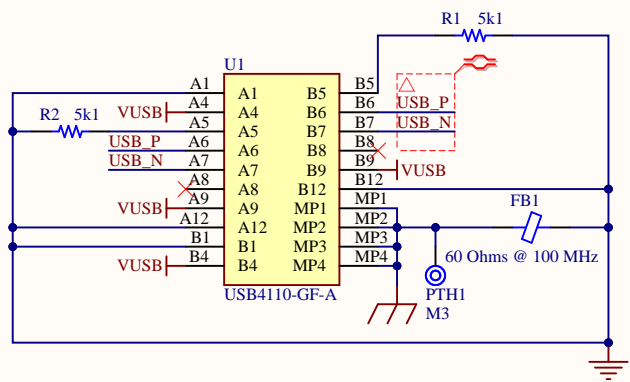 R1 5k1
U1
A1 A1 B5 B5
VUSB A4 A4 B6 B6 USB_P
R2 5k1 A5 A5 B7 B7 USB_N
USB_P A6 A6 B8 B8
USB_N A7 A7 B9 B9 VUSB
A8 A8 B12 B12
VUSB A9 A9 MP1 MP1
A12 A12 MP2 MP2
B1 B1 MP3 MP3
VUSB B4 B4 MP4 MP4
USB4110-GF-A
FB1
60 Ohms @ 100 MHz
PTH1
M3